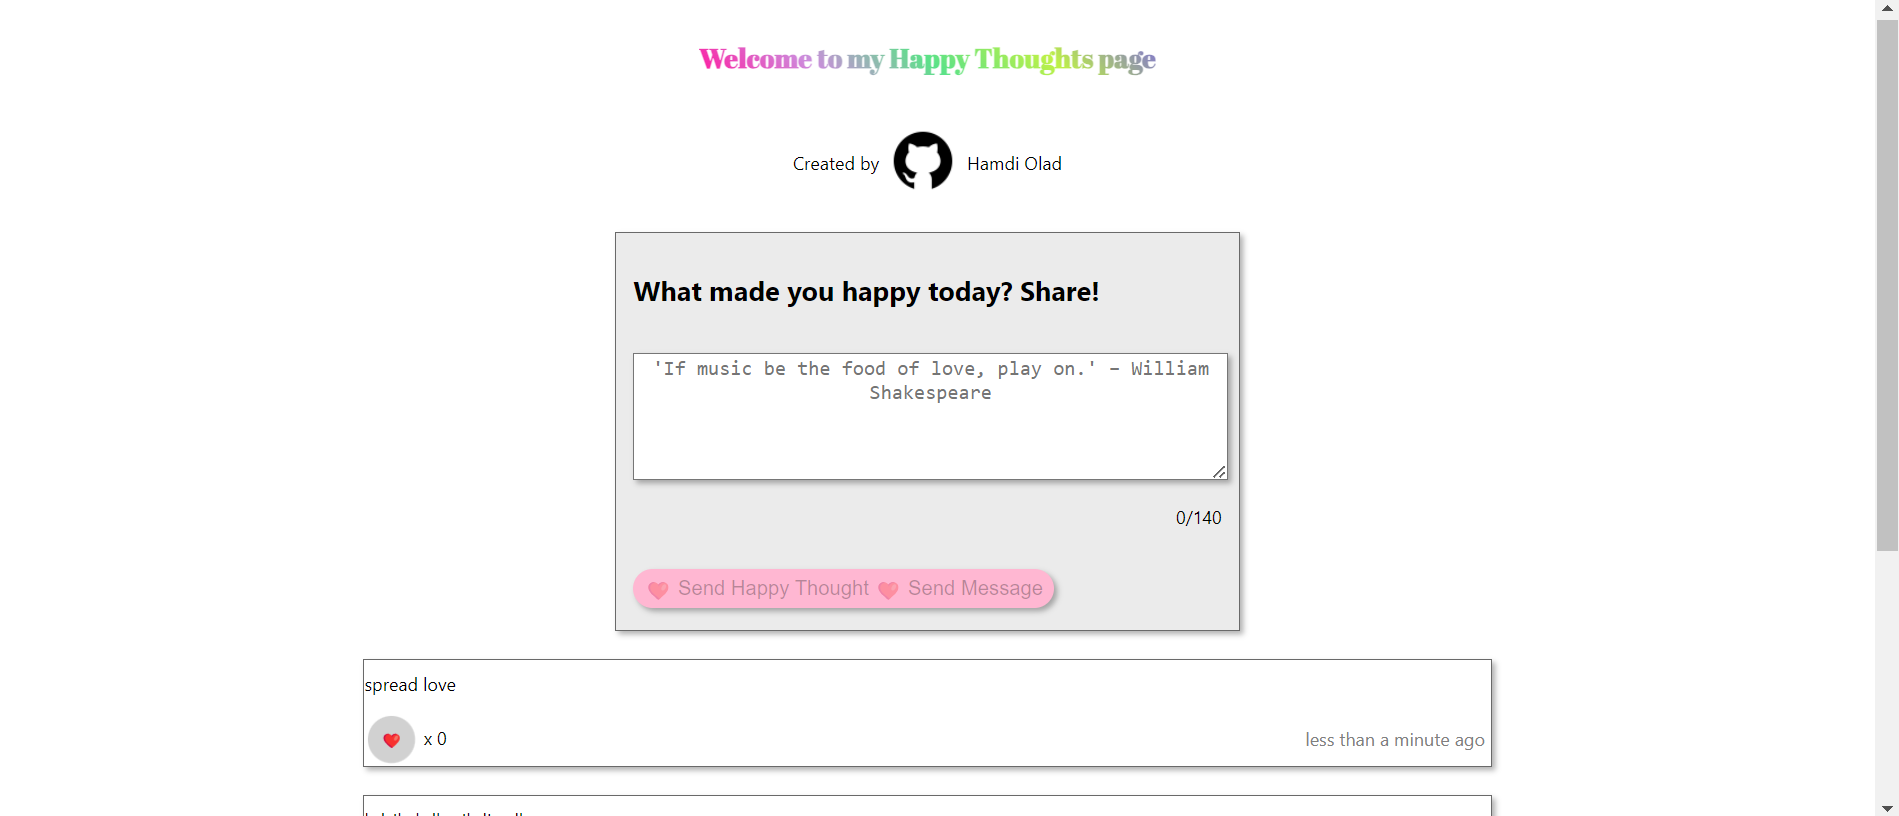 Welcome to my Happy Thoughts page
Created by Hamdi Olad
What made you happy today? Share!
'If music be the food of love, play on.' – William
Shakespeare
0/140
Send Happy Thought Send Message
spread love
x 0
less than a minute ago